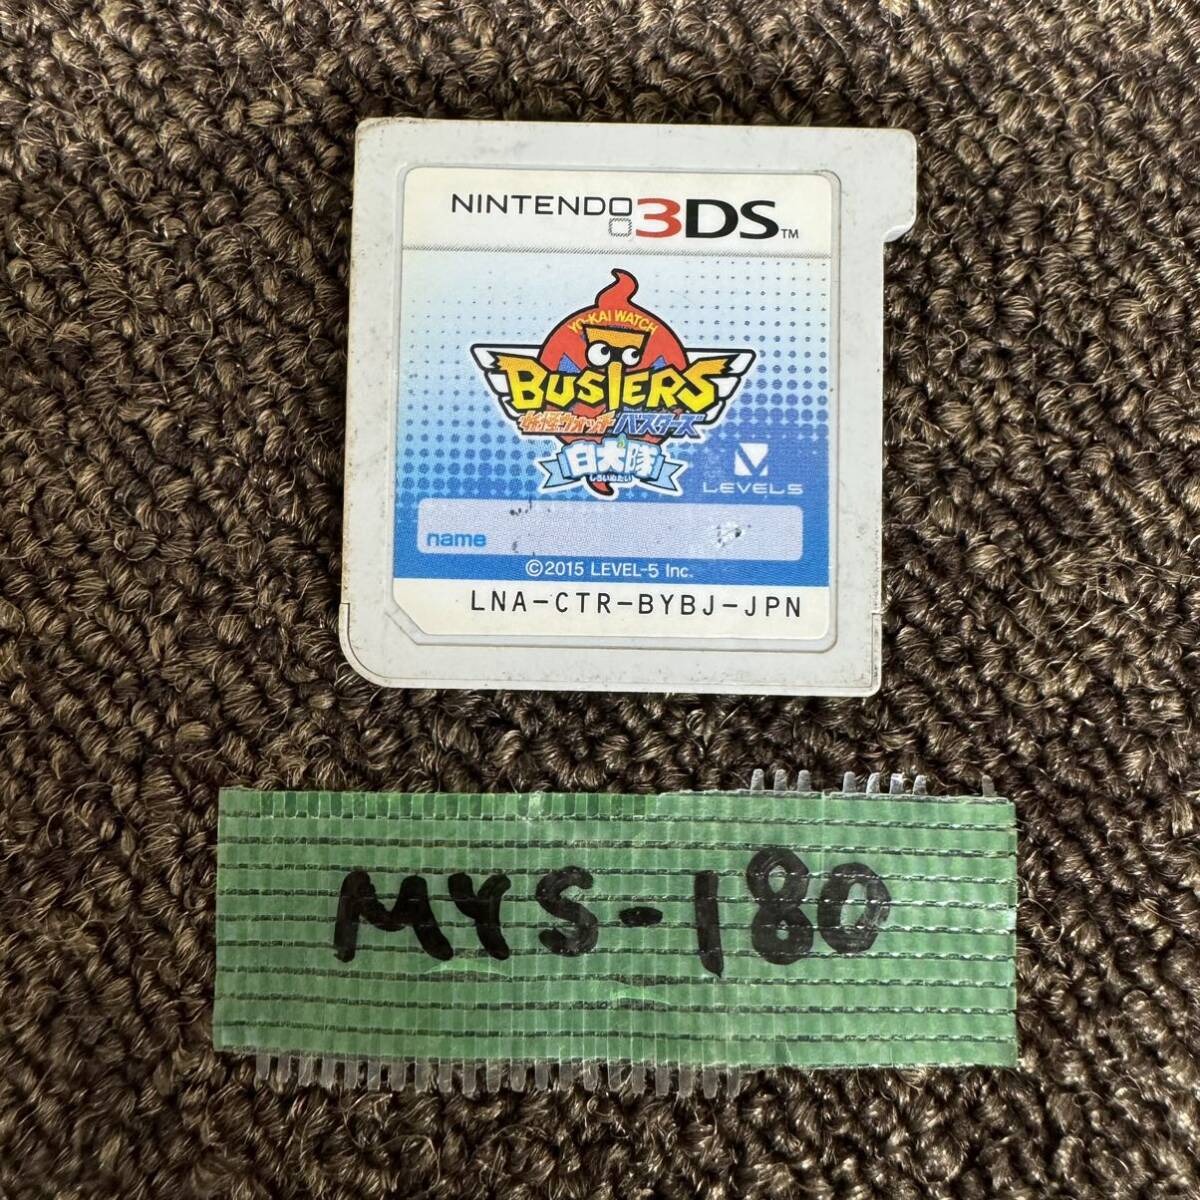 NINTENDO 3DS™
YO-KAI WATCH
BUSTERS
妖怪ウォッチバスターズ
白犬隊
しろいぬたい
LEVEL5
name
©2015 LEVEL-5 Inc.
LNA-CTR-BYBJ-JPN
MYS-180